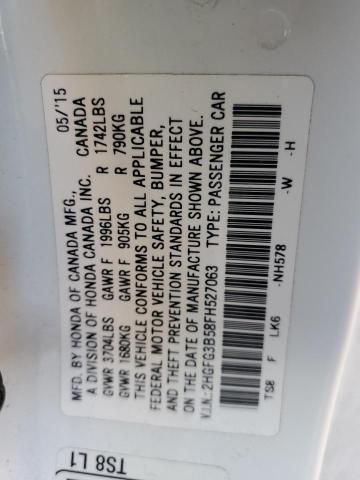 MFD. BY HONDA OF CANADA MFG., 05/'15
A DIVISION OF HONDA CANADA INC. CANADA
GVWR 3704LBS GAWR F 1996LBS R 1742LBS
GVWR 1680KG GAWR F 905KG R 790KG
THIS VEHICLE CONFORMS TO ALL APPLICABLE
FEDERAL MOTOR VEHICLE SAFETY, BUMPER,
AND THEFT PREVENTION STANDARDS IN EFFECT
ON THE DATE OF MANUFACTURE SHOWN ABOVE.
V.I.N.: 2HGFG3B58FH527063 TYPE: PASSENGER CAR
TS8 F LK6 -NH578 -W -H
TS8 L1